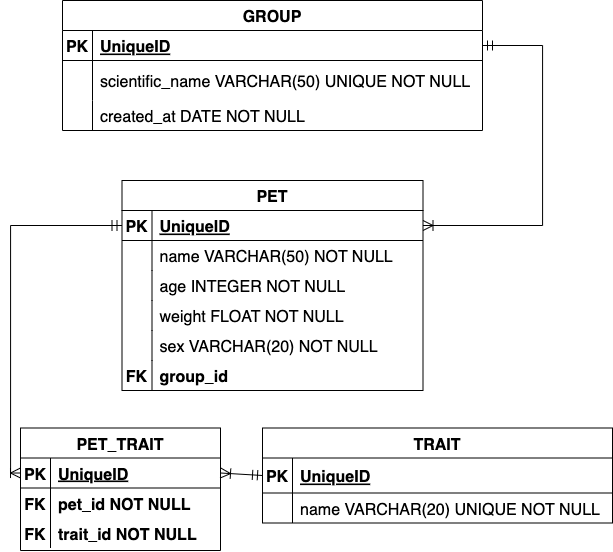 GROUP
PK UniqueID
scientific_name VARCHAR(50) UNIQUE NOT NULL
created_at DATE NOT NULL
PET
PK UniqueID
name VARCHAR(50) NOT NULL
age INTEGER NOT NULL
weight FLOAT NOT NULL
sex VARCHAR(20) NOT NULL
FK group_id
PET_TRAIT
PK UniqueID
FK pet_id NOT NULL
FK trait_id NOT NULL
TRAIT
PK UniqueID
name VARCHAR(20) UNIQUE NOT NULL